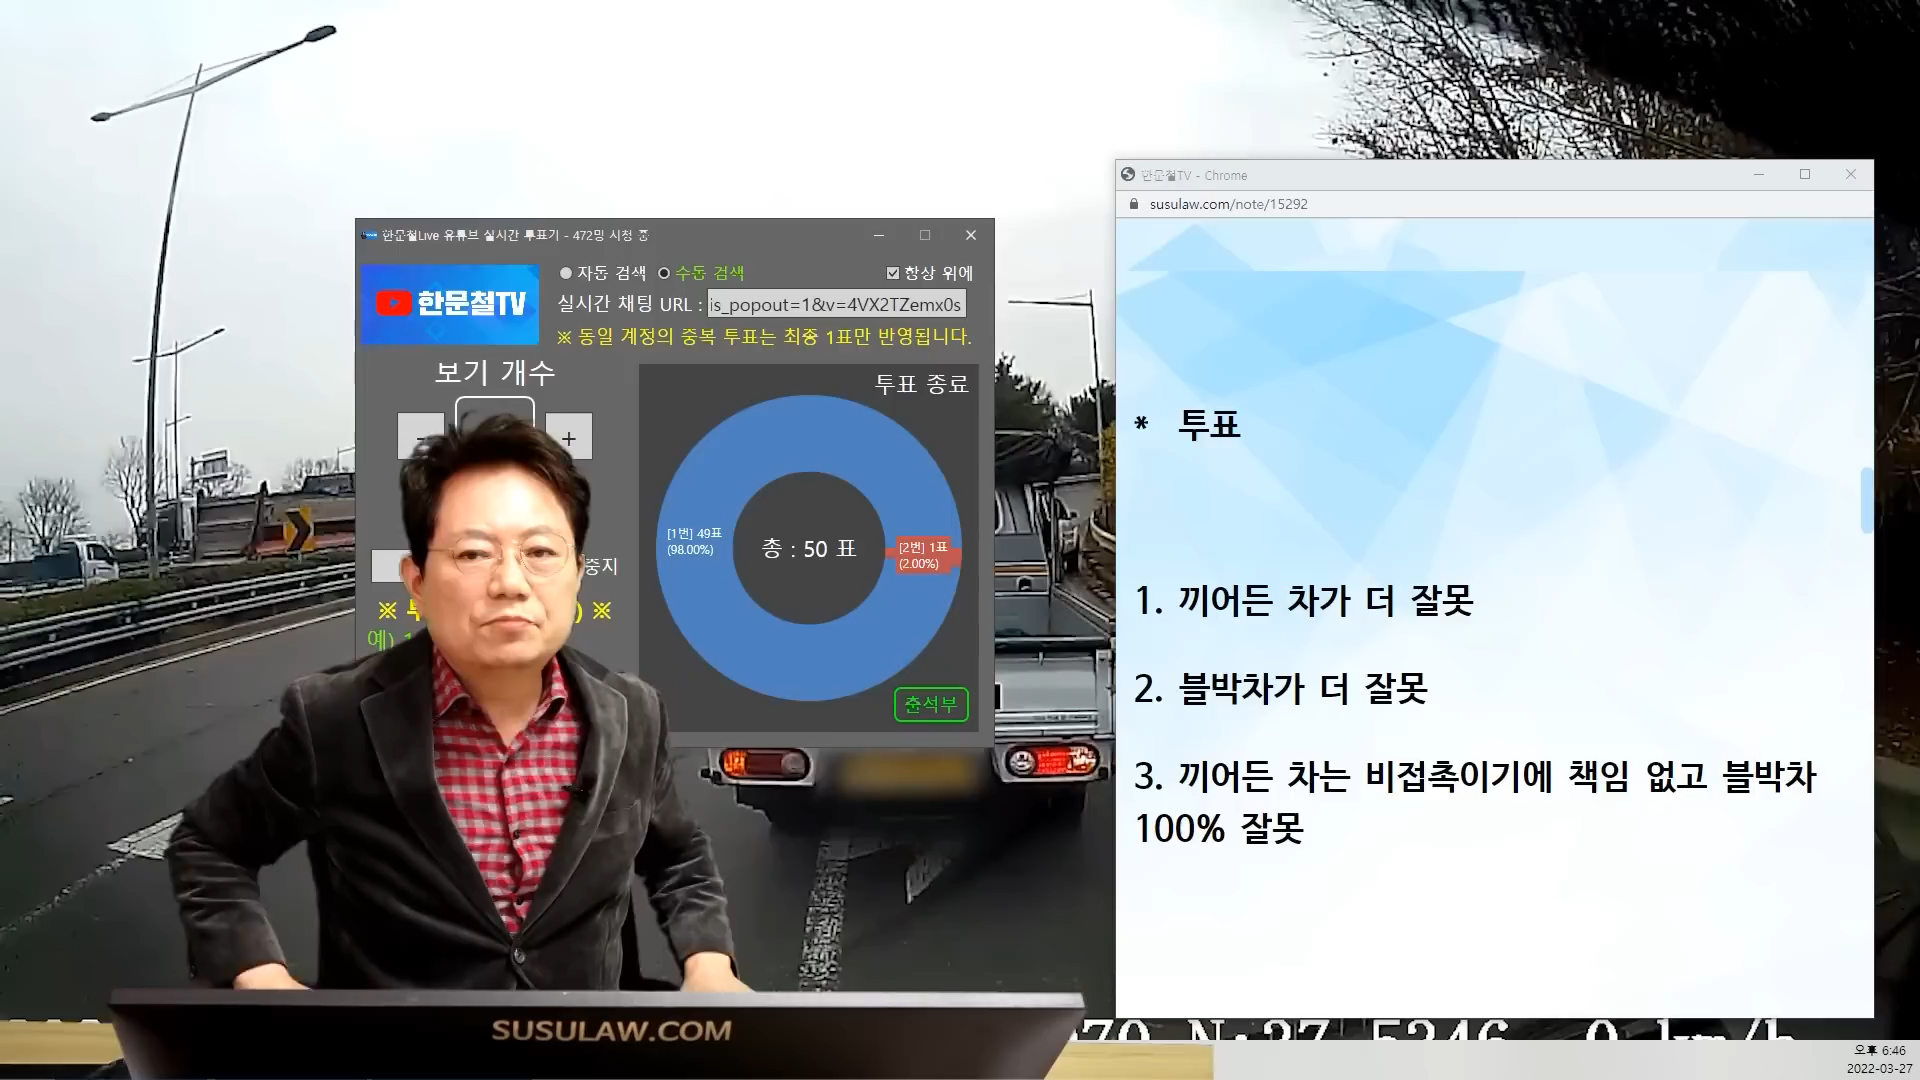 한문철Live 유튜브 실시간 투표기 - 472명 시청 중
한문철TV
자동 검색 수동 검색
항상 위에
실시간 채팅 URL : is_popout=1&v=4VX2TZemx0s
※ 동일 계정의 중복 투표는 최종 1표만 반영됩니다.
보기 개수
- +
투표 종료
[1번] 49표
(98.00%)
총 : 50 표
[2번] 1표
(2.00%)
중지
예) 1
출석부
SUSULAW.COM
한문철TV - Chrome
susulaw.com/note/15292
* 투표
1. 끼어든 차가 더 잘못
2. 블박차가 더 잘못
3. 끼어든 차는 비접촉이기에 책임 없고 블박차
100% 잘못
오후 6:46
2022-03-27